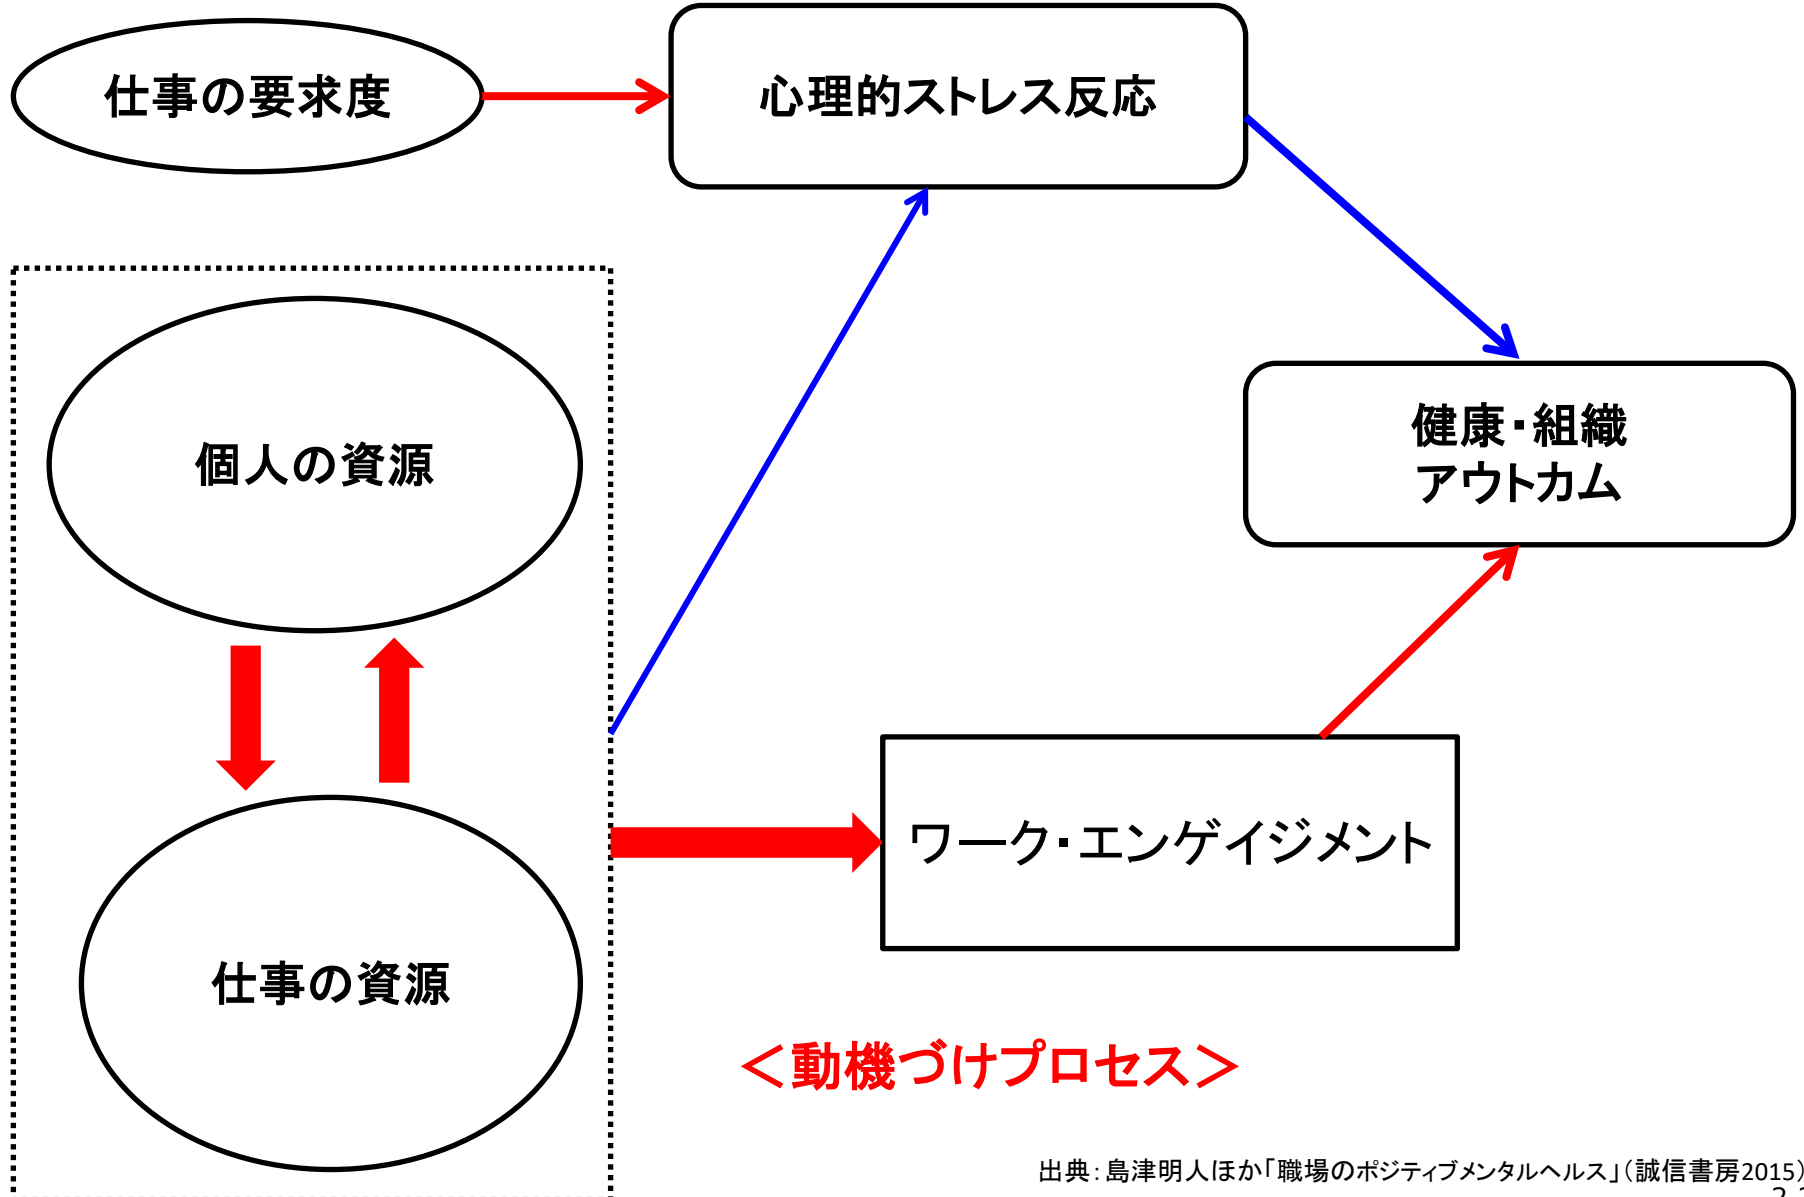 仕事の要求度
心理的ストレス反応
個人の資源
健康・組織
アウトカム
ワーク・エンゲイジメント
仕事の資源
＜動機づけプロセス＞
出典：島津明人ほか「職場のポジティブメンタルヘルス」（誠信書房2015）